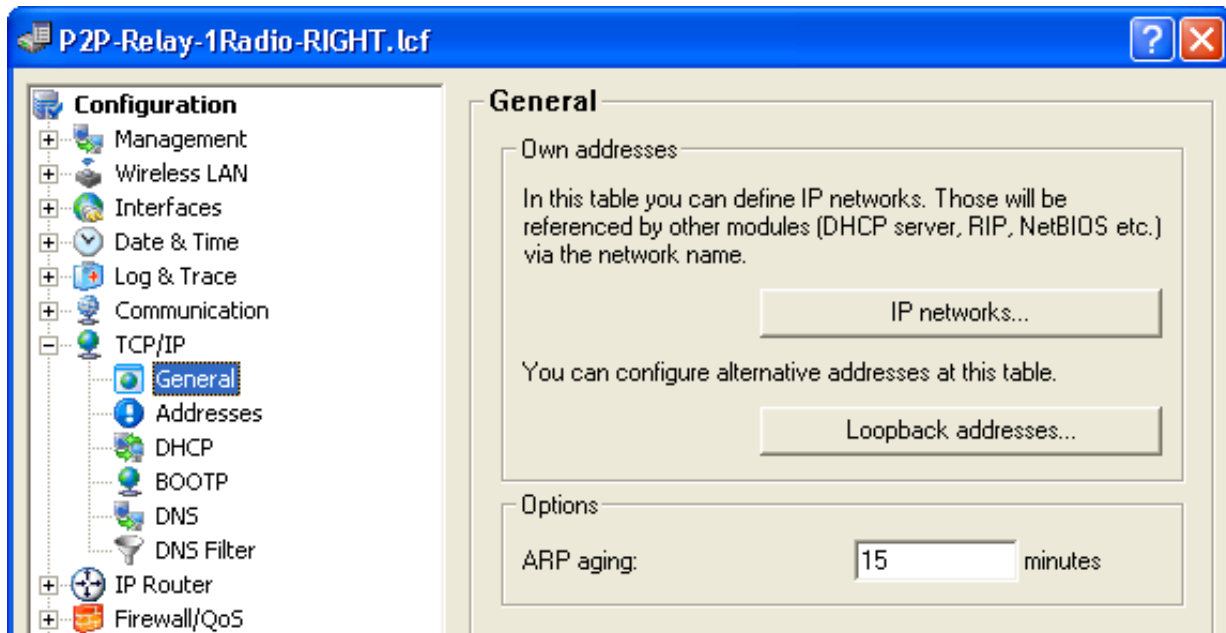 P2P-Relay-1Radio-RIGHT.lcf
Configuration
Management
Wireless LAN
Interfaces
Date & Time
Log & Trace
Communication
TCP/IP
General
Addresses
DHCP
BOOTP
DNS
DNS Filter
IP Router
Firewall/QoS
General
Own addresses
In this table you can define IP networks. Those will be
referenced by other modules (DHCP server, RIP, NetBIOS etc.)
via the network name.
IP networks...
You can configure alternative addresses at this table.
Loopback addresses...
Options
ARP aging: 15 minutes